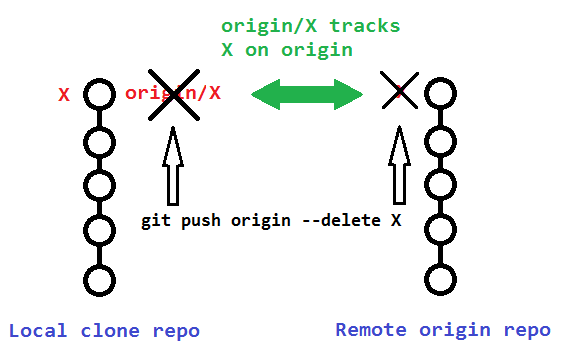 origin/X tracks
X on origin
X origin/X
git push origin --delete X
Local clone repo
Remote origin repo